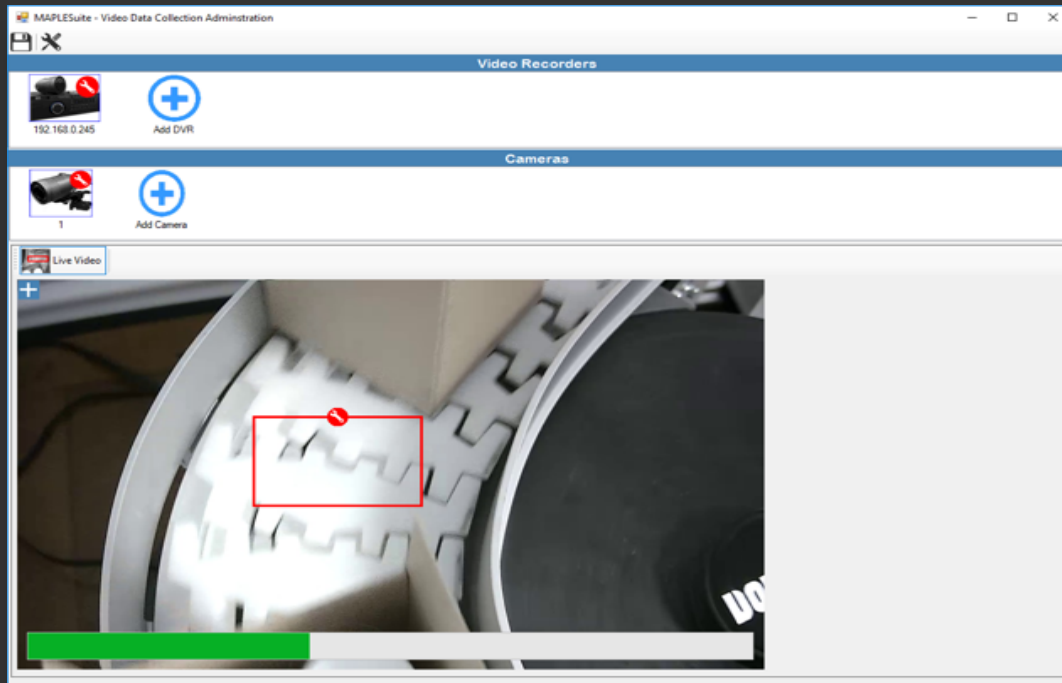 MAPLESuite - Video Data Collection Adminstration
Video Recorders
192.168.0.245
Add DVR
Cameras
1
Add Camera
Live Video